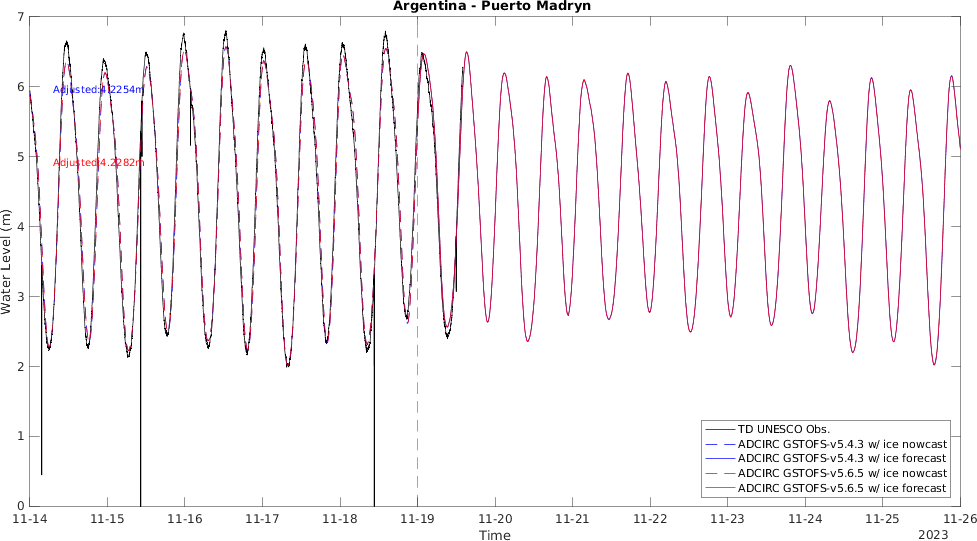 Argentina - Puerto Madryn
7
6
5
4
3
2
1
0
Water Level (m)
Adjusted:4.2254m
Adjusted:4.2282m
TD UNESCO Obs.
ADCIRC GSTOFS-v5.4.3 w/ ice nowcast
ADCIRC GSTOFS-v5.4.3 w/ ice forecast
ADCIRC GSTOFS-v5.6.5 w/ ice nowcast
ADCIRC GSTOFS-v5.6.5 w/ ice forecast
11-14 11-15 11-16 11-17 11-18 11-19 11-20 11-21 11-22 11-23 11-24 11-25 11-26
Time
2023